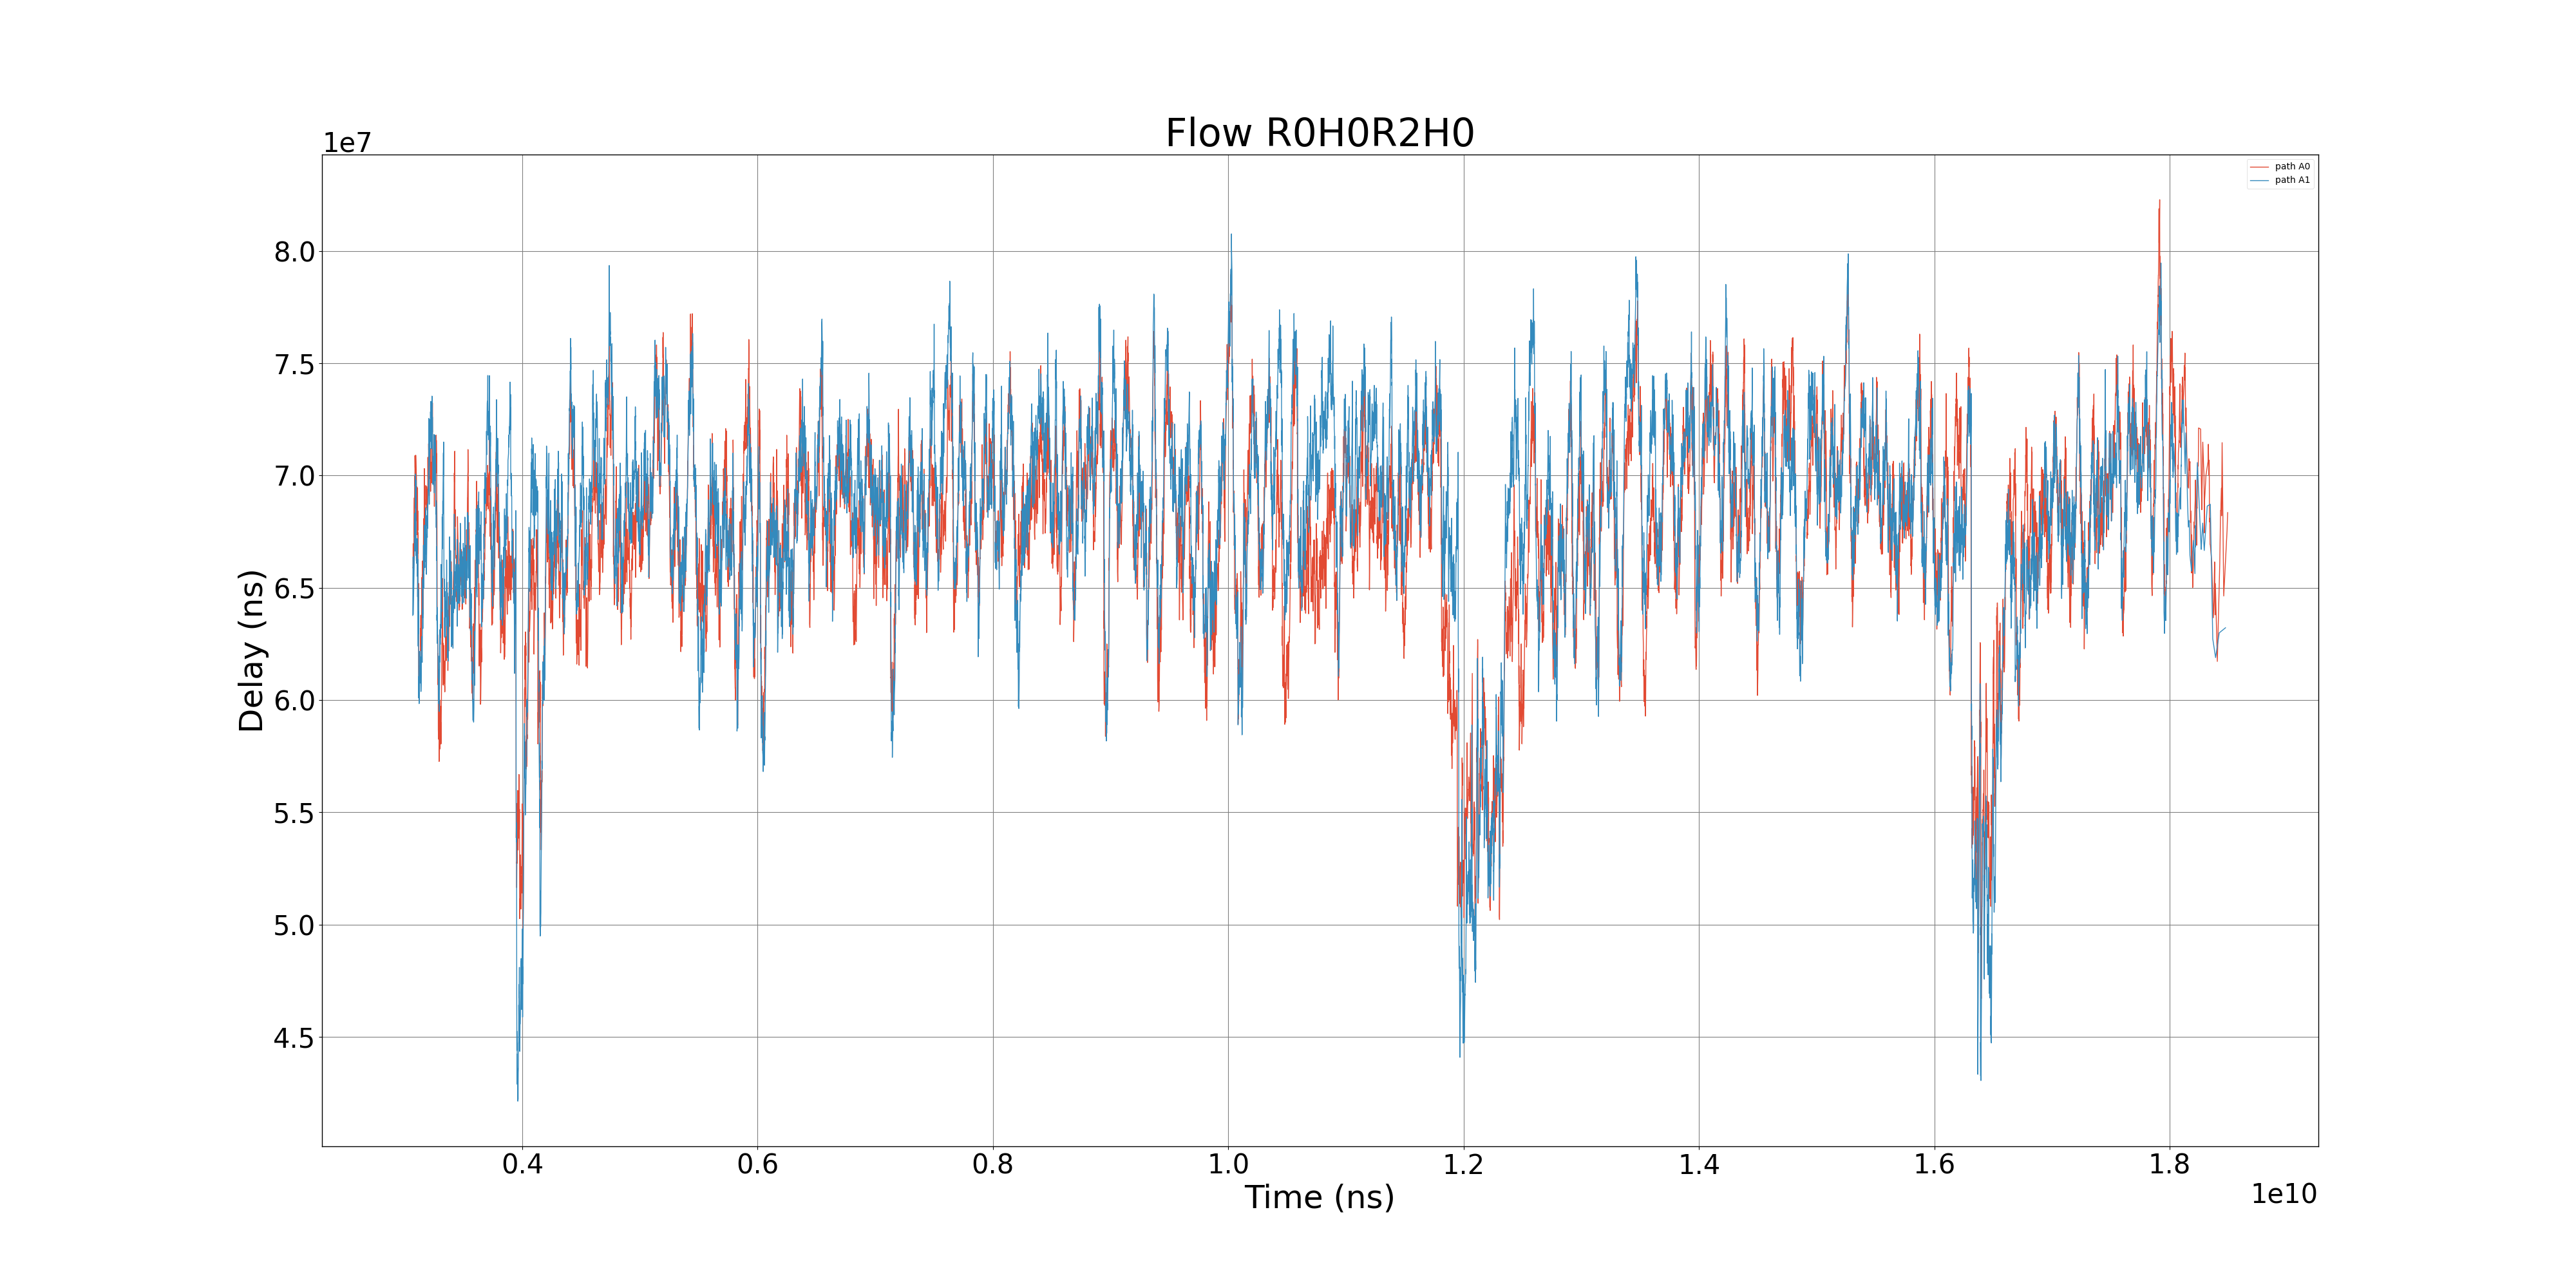 Flow R0H0R2H0
1e7
path A0
path A1
8.0
7.5
7.0
6.5
6.0
5.5
5.0
4.5
Delay (ns)
0.4 0.6 0.8 1.0 1.2 1.4 1.6 1.8
Time (ns)
1e10